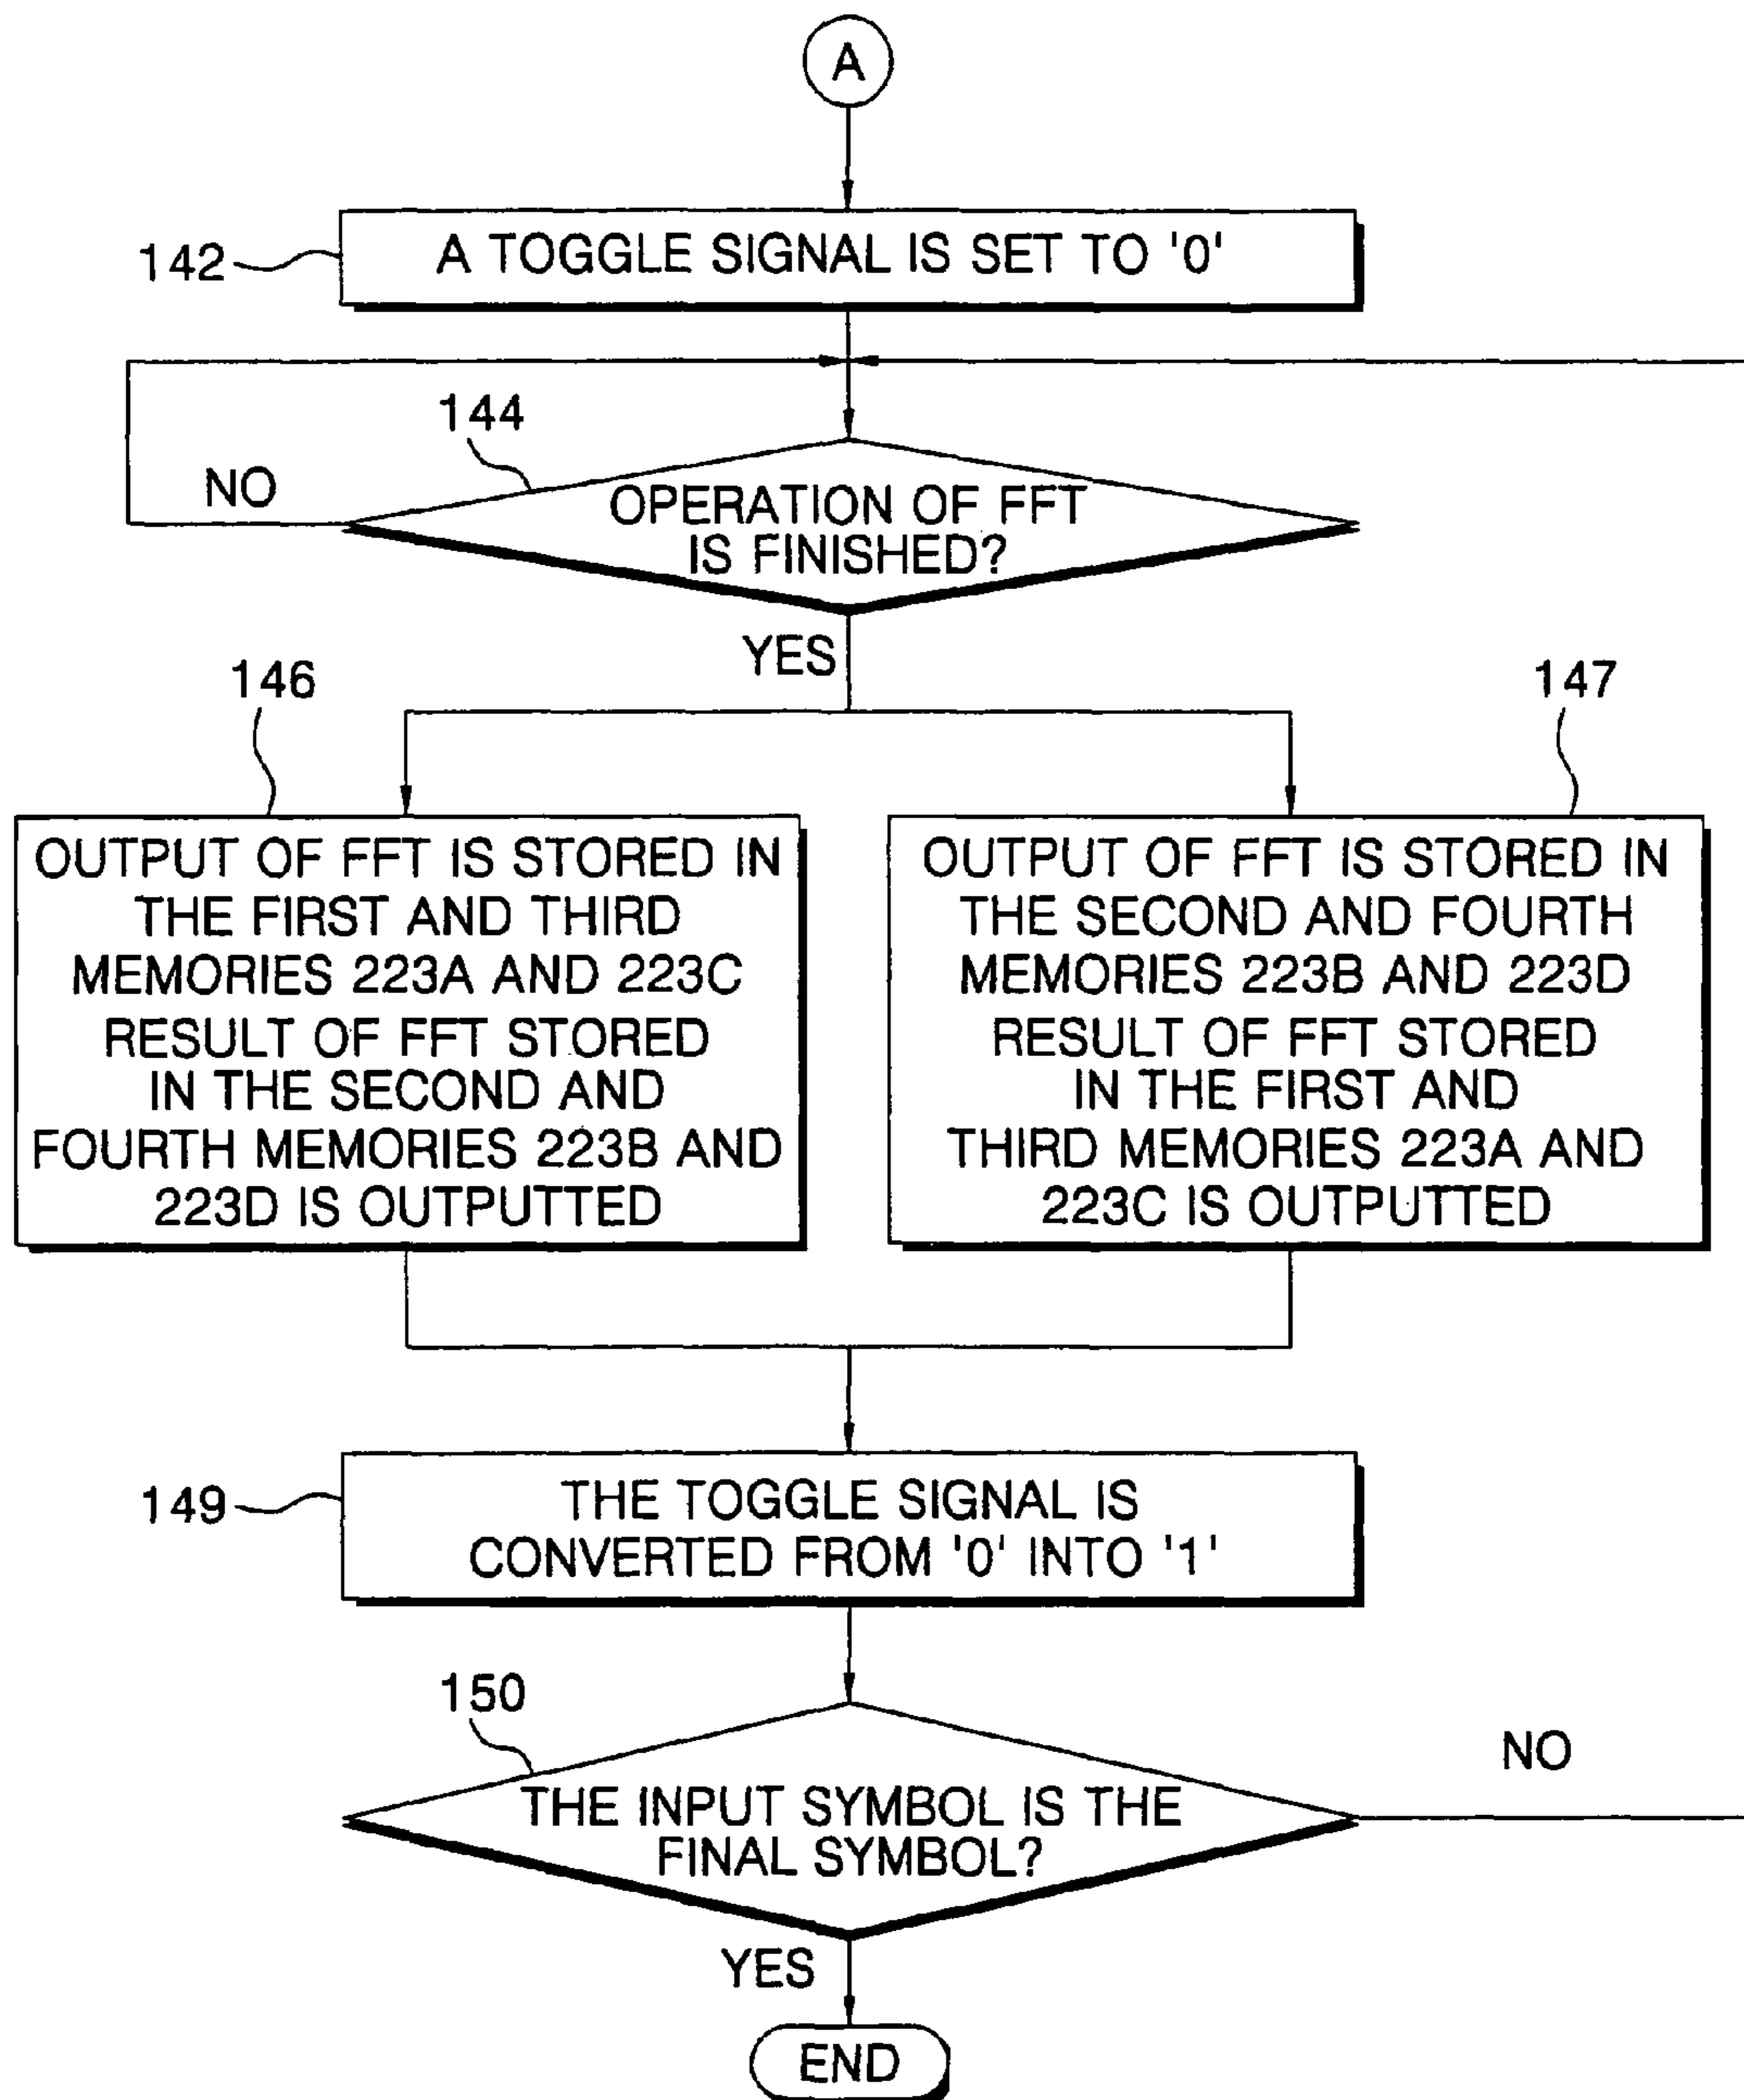 A
142
A TOGGLE SIGNAL IS SET TO '0'
144
NO
OPERATION OF FFT
IS FINISHED?
YES
146
147
OUTPUT OF FFT IS STORED IN
THE FIRST AND THIRD
MEMORIES 223A AND 223C
RESULT OF FFT STORED
IN THE SECOND AND
FOURTH MEMORIES 223B AND
223D IS OUTPUTTED
OUTPUT OF FFT IS STORED IN
THE SECOND AND FOURTH
MEMORIES 223B AND 223D
RESULT OF FFT STORED
IN THE FIRST AND
THIRD MEMORIES 223A AND
223C IS OUTPUTTED
149
THE TOGGLE SIGNAL IS
CONVERTED FROM '0' INTO '1'
150
NO
THE INPUT SYMBOL IS THE
FINAL SYMBOL?
YES
END